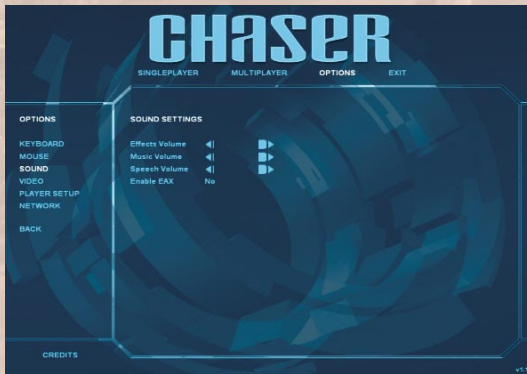 CHASER
SINGLEPLAYER MULTIPLAYER OPTIONS EXIT
OPTIONS
KEYBOARD
MOUSE
SOUND
VIDEO
PLAYER SETUP
NETWORK
BACK
SOUND SETTINGS
Effects Volume
Music Volume
Speech Volume
Enable EAX No
CREDITS